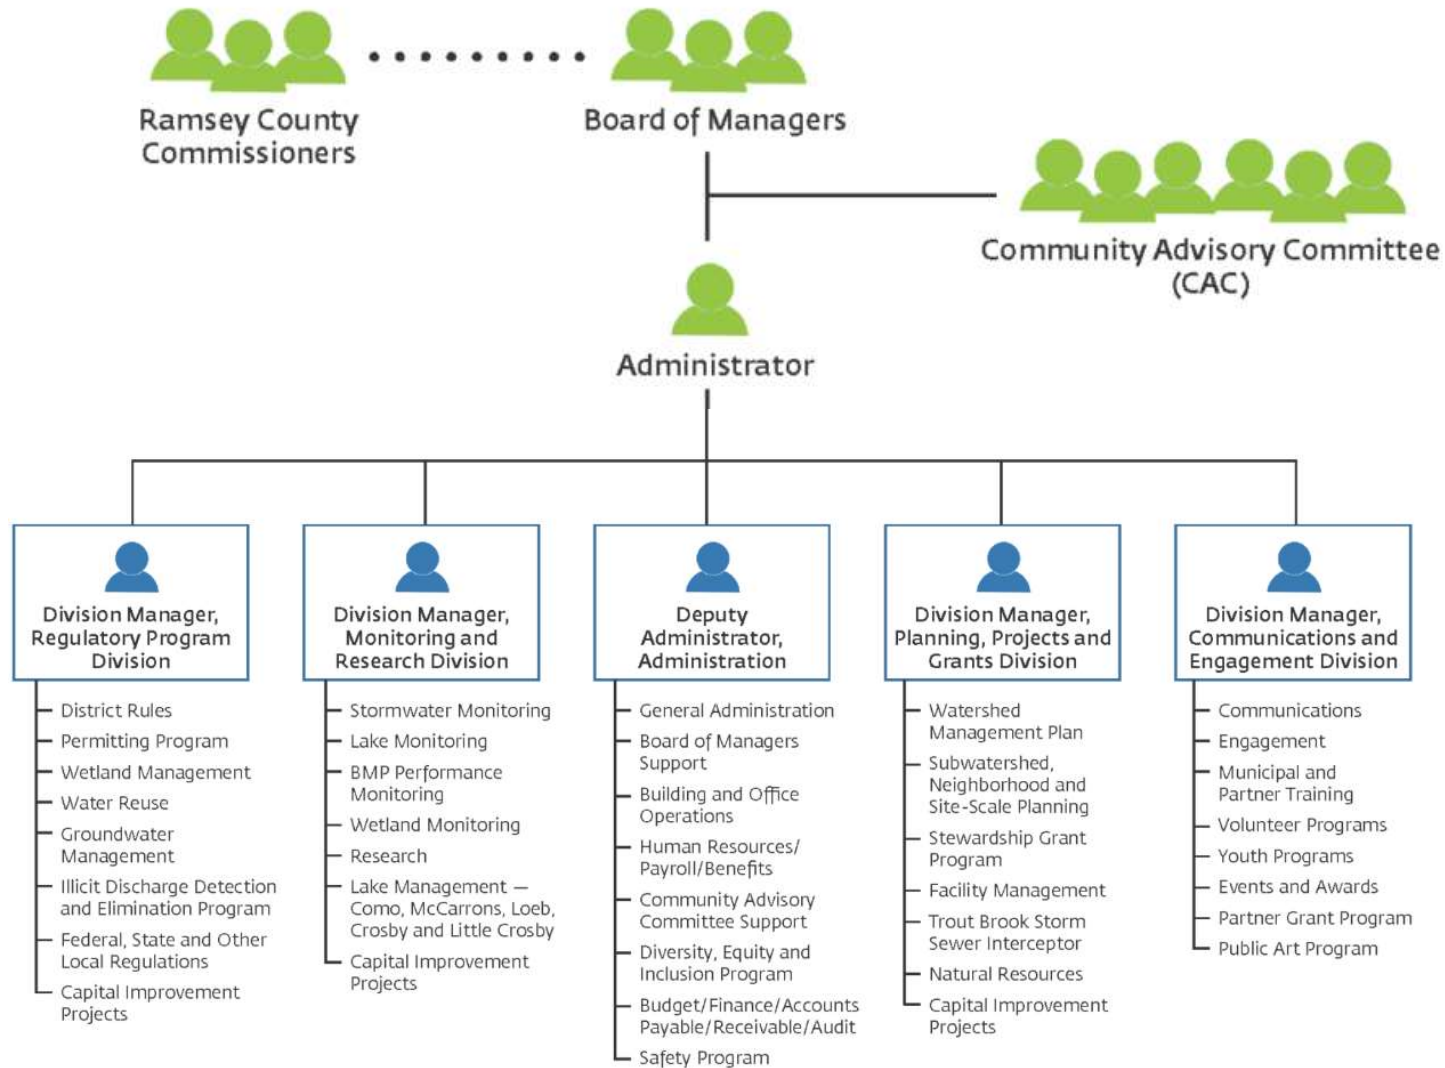 Ramsey County
Commissioners
Board of Managers
Community Advisory Committee
(CAC)
Administrator
Division Manager,
Regulatory Program
Division
District Rules
Permitting Program
Wetland Management
Water Reuse
Groundwater
Management
Illicit Discharge Detection
and Elimination Program
Federal, State and Other
Local Regulations
Capital Improvement
Projects
Division Manager,
Monitoring and
Research Division
Stormwater Monitoring
Lake Monitoring
BMP Performance
Monitoring
Wetland Monitoring
Research
Lake Management —
Como, McCarrons, Loeb,
Crosby and Little Crosby
Capital Improvement
Projects
Deputy
Administrator,
Administration
General Administration
Board of Managers
Support
Building and Office
Operations
Human Resources/
Payroll/Benefits
Community Advisory
Committee Support
Diversity, Equity and
Inclusion Program
Budget/Finance/Accounts
Payable/Receivable/Audit
Safety Program
Division Manager,
Planning, Projects and
Grants Division
Watershed
Management Plan
Subwatershed,
Neighborhood and
Site-Scale Planning
Stewardship Grant
Program
Facility Management
Trout Brook Storm
Sewer Interceptor
Natural Resources
Capital Improvement
Projects
Division Manager,
Communications and
Engagement Division
Communications
Engagement
Municipal and
Partner Training
Volunteer Programs
Youth Programs
Events and Awards
Partner Grant Program
Public Art Program